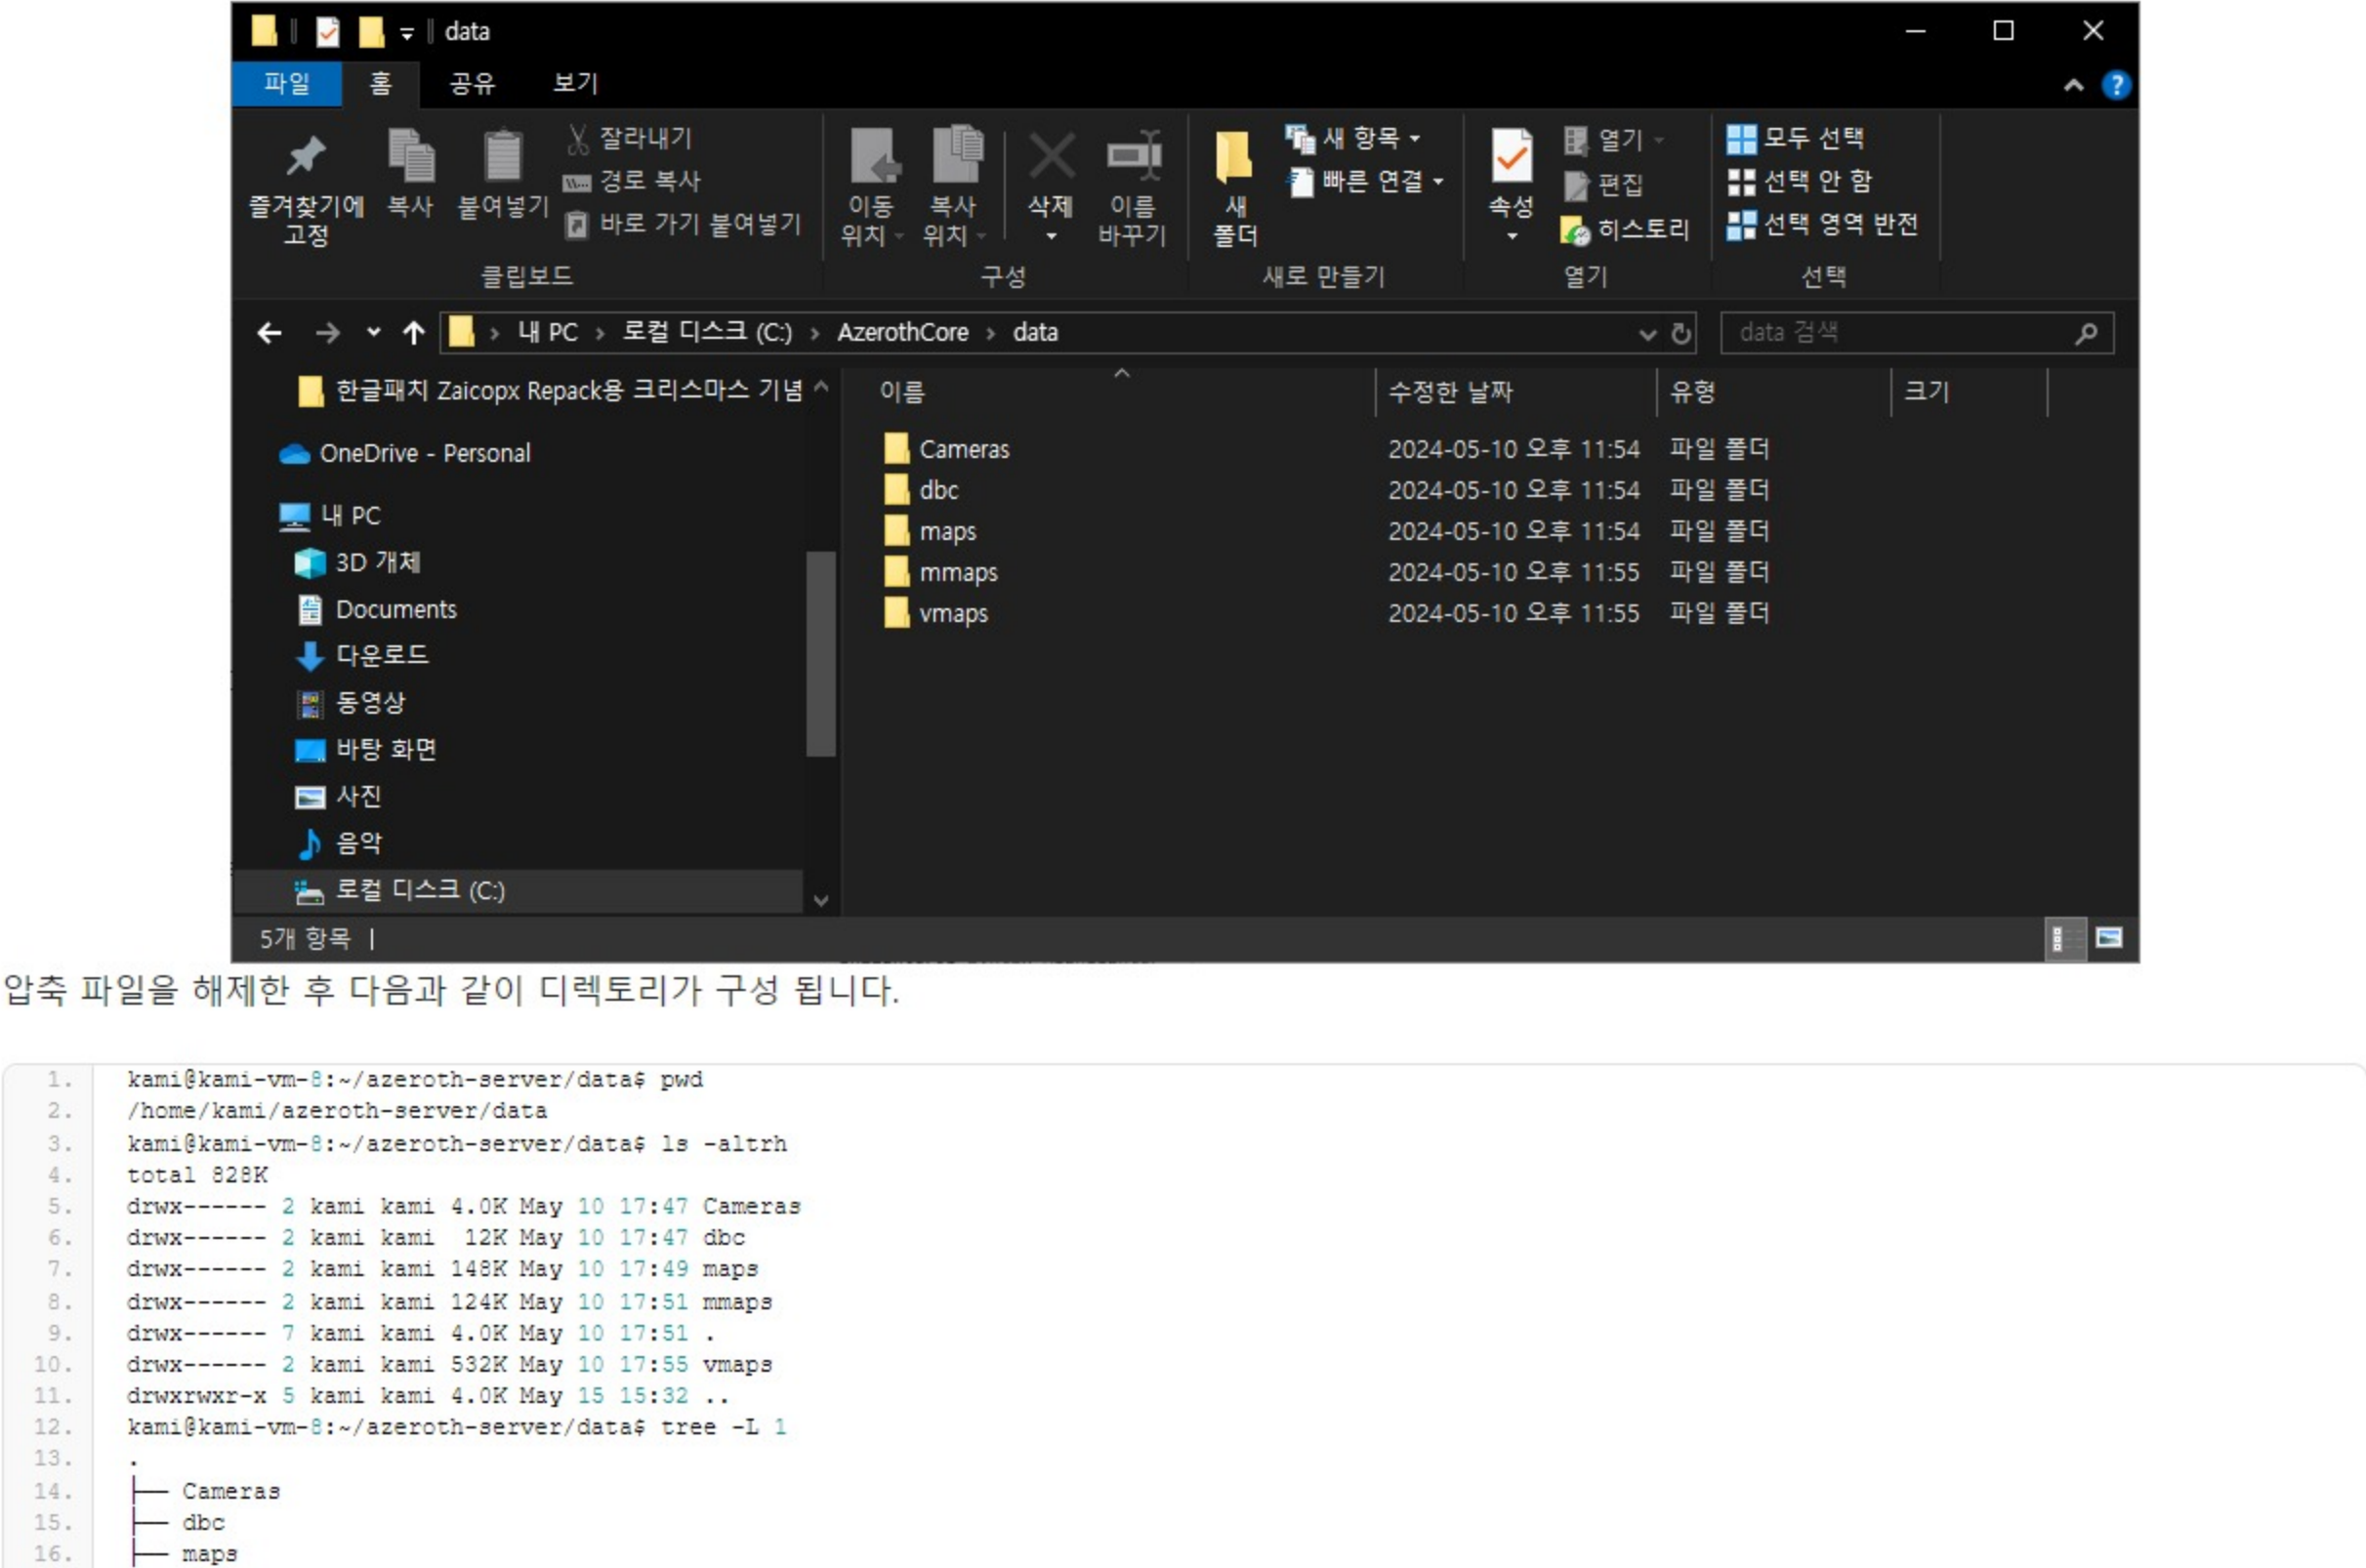 data
파일 홈 공유 보기
즐겨찾기에 고정
복사
붙여넣기
잘라내기
경로 복사
바로 가기 붙여넣기
클립보드
이동 위치
복사 위치
삭제
이름 바꾸기
구성
새 폴더
새 항목
빠른 연결
새로 만들기
속성
열기
편집
히스토리
열기
모두 선택
선택 안 함
선택 영역 반전
선택
내 PC > 로컬 디스크 (C:) > AzerothCore > data
data 검색
한글패치 Zaicopx Repack용 크리스마스 기념
OneDrive - Personal
내 PC
3D 개체
Documents
다운로드
동영상
바탕 화면
사진
음악
로컬 디스크 (C:)
이름 수정한 날짜 유형 크기
Cameras 2024-05-10 오후 11:54 파일 폴더
dbc 2024-05-10 오후 11:54 파일 폴더
maps 2024-05-10 오후 11:54 파일 폴더
mmaps 2024-05-10 오후 11:55 파일 폴더
vmaps 2024-05-10 오후 11:55 파일 폴더
5개 항목
압축 파일을 해제한 후 다음과 같이 디렉토리가 구성 됩니다.
1. kami@kami-vm-8:~/azeroth-server/data$ pwd
2. /home/kami/azeroth-server/data
3. kami@kami-vm-8:~/azeroth-server/data$ ls -altrh
4. total 828K
5. drwx------ 2 kami kami 4.0K May 10 17:47 Cameras
6. drwx------ 2 kami kami  12K May 10 17:47 dbc
7. drwx------ 2 kami kami 148K May 10 17:49 maps
8. drwx------ 2 kami kami 124K May 10 17:51 mmaps
9. drwx------ 7 kami kami 4.0K May 10 17:51 .
10. drwx------ 2 kami kami 532K May 10 17:55 vmaps
11. drwxrwxr-x 5 kami kami 4.0K May 15 15:32 ..
12. kami@kami-vm-8:~/azeroth-server/data$ tree -L 1
13. .
14. ├── Cameras
15. ├── dbc
16. ├── maps